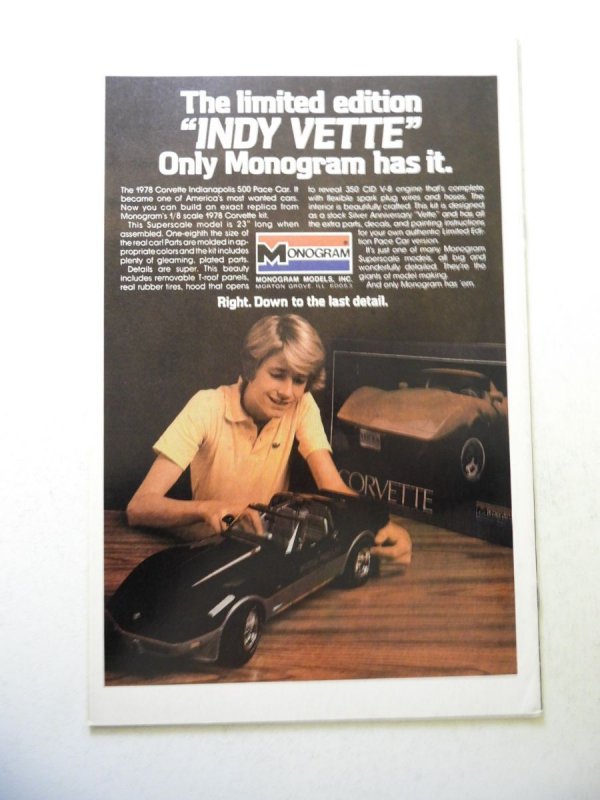 The limited edition
"INDY VETTE"
Only Monogram has it.
The 1978 Corvette Indianapolis 500 Pace Car. It
became one of America's most wanted cars.
Now you can build an exact replica from
Monogram's 1/8 scale 1978 Corvette kit.
This Superscale model is 23" long when
assembled. One-eighth the size of
the real car! Parts are molded in ap-
propriate colors and the kit includes
plenty of gleaming, plated parts.
Details are super. This beauty
includes removable T-roof panels,
real rubber tires, hood that opens
to reveal 350 CID V-8 engine that's complete
with flexible spark plug wires and hoses. The
interior is beautifully crafted. This kit is designed
as a stock Silver Anniversary "Vette" and has all
the extra parts, decals, and painting instructions
for your own authentic Limited Edi-
tion Pace Car version.
It's just one of many Monogram
Superscale models, all big and
wonderfully detailed. They're the
giants of model making.
And only Monogram has 'em.
MONOGRAM
MONOGRAM MODELS, INC.
MORTON GROVE, ILL. 60053
Right. Down to the last detail.
CORVETTE